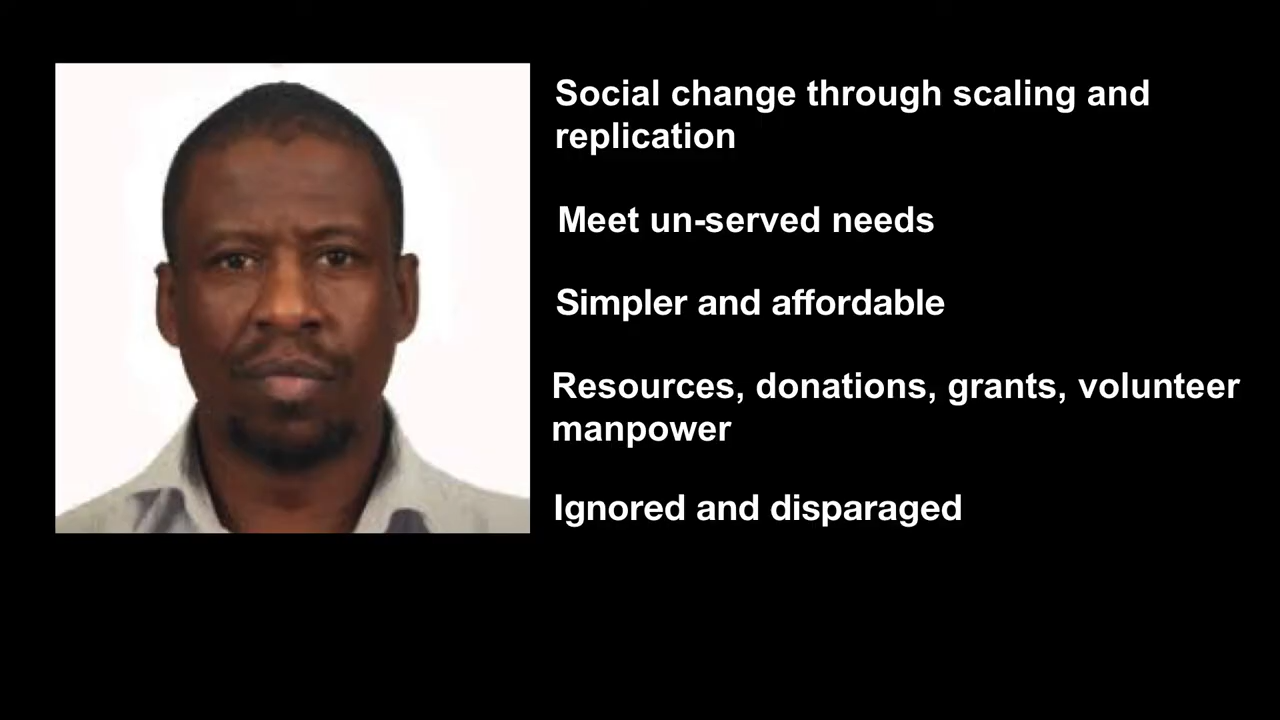 Social change through scaling and
replication
Meet un-served needs
Simpler and affordable
Resources, donations, grants, volunteer
manpower
Ignored and disparaged